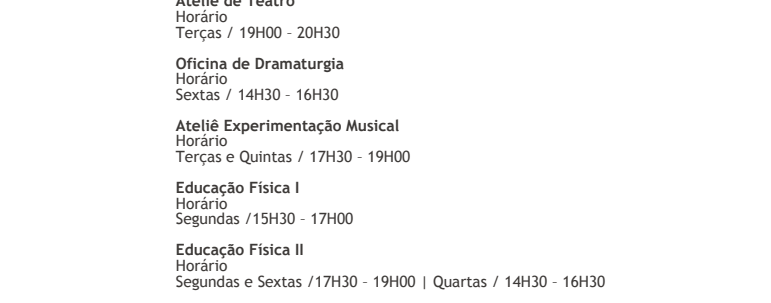 Ateliê de Teatro
Horário
Terças / 19H00 – 20H30
Oficina de Dramaturgia
Horário
Sextas / 14H30 – 16H30
Ateliê Experimentação Musical
Horário
Terças e Quintas / 17H30 – 19H00
Educação Física I
Horário
Segundas /15H30 – 17H00
Educação Física II
Horário
Segundas e Sextas /17H30 – 19H00 | Quartas / 14H30 – 16H30